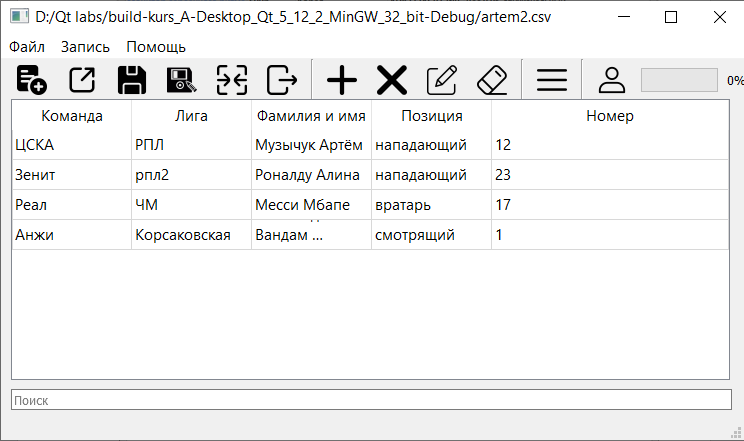 D:/Qt labs/build-kurs_A-Desktop_Qt_5_12_2_MinGW_32_bit-Debug/artem2.csv
Файл Запись Помощь
0%
Команда Лига Фамилия и имя Позиция Номер
ЦСКА РПЛ Музычук Артём нападающий 12
Зенит рпл2 Роналду Алина нападающий 23
Реал ЧМ Месси Мбапе вратарь 17
Анжи Корсаковская Вандам ... смотрящий 1
Поиск